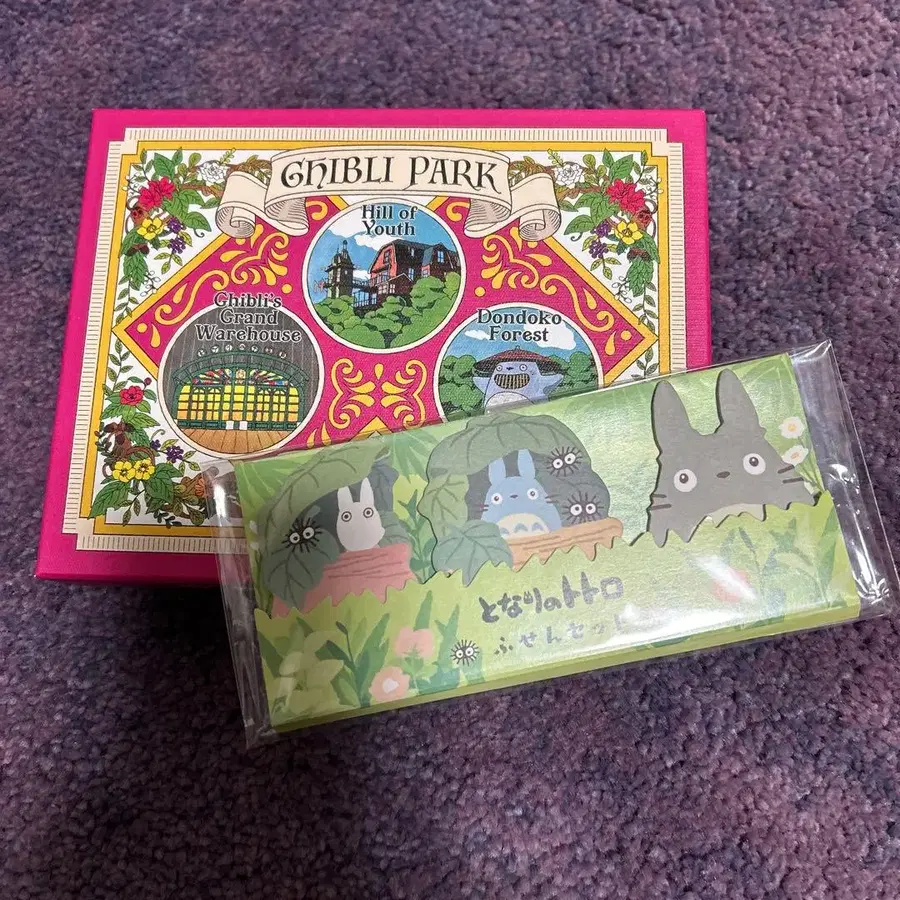 GHIBLI PARK
Hill of
Youth
Ghibli's
Grand
Warehouse
Dondoko
Forest
となりのトトロ
ふせんセット